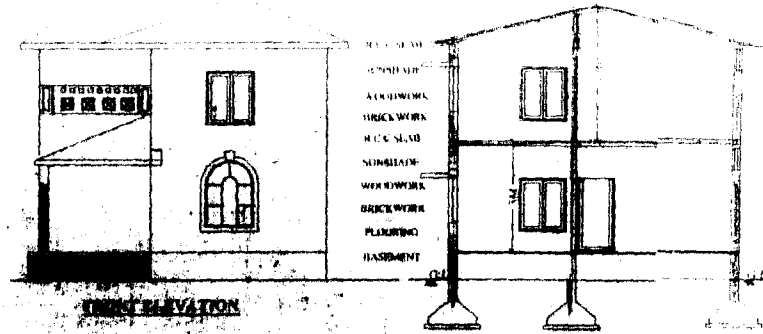 R.C.C SLAB
SUNSHADE
WOODWORK
BRICKWORK
R.C.C SLAB
SUNSHADE
WOODWORK
BRICKWORK
FLOORING
BASEMENT
FRONT ELEVATION